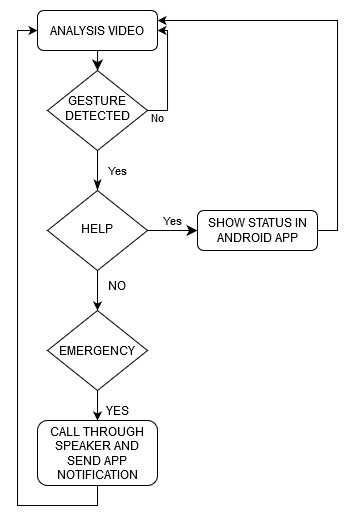 ANALYSIS VIDEO
GESTURE
DETECTED
No
Yes
HELP
Yes
SHOW STATUS IN
ANDROID APP
NO
EMERGENCY
YES
CALL THROUGH
SPEAKER AND
SEND APP
NOTIFICATION